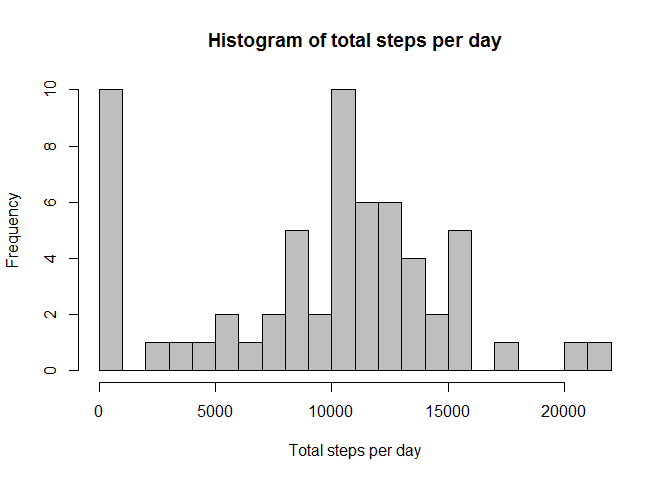 Histogram of total steps per day
Frequency
10
8
6
4
2
0
0 5000 10000 15000 20000
Total steps per day